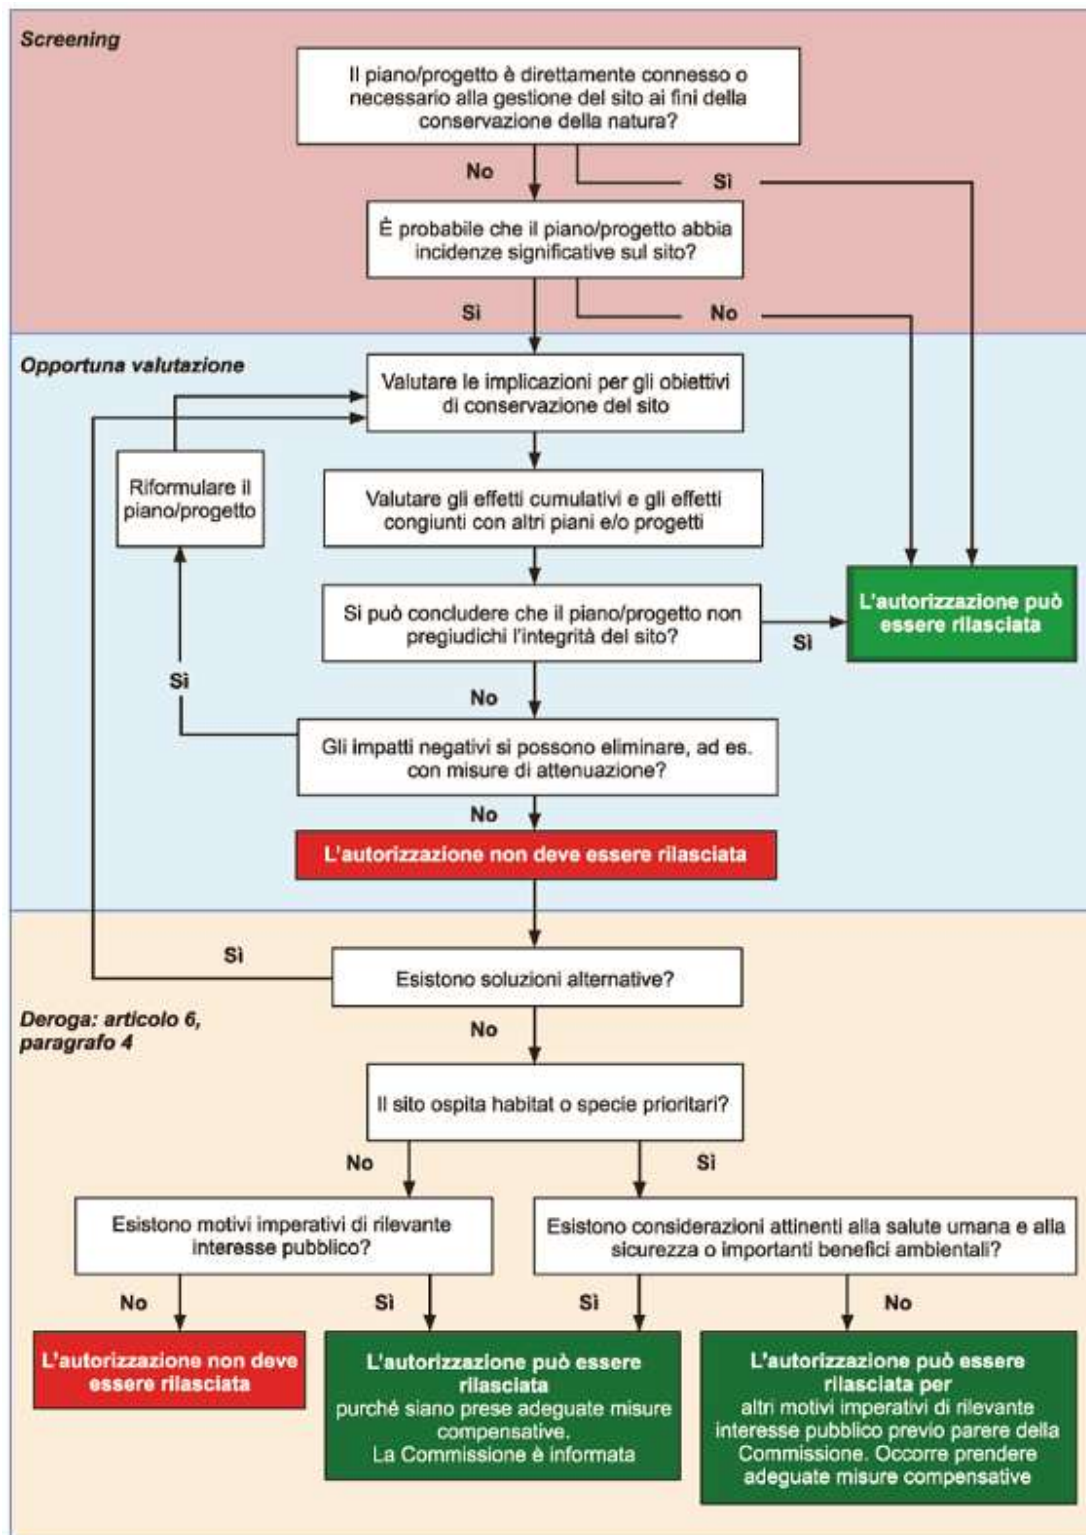 Screening
Il piano/progetto è direttamente connesso o
necessario alla gestione del sito ai fini della
conservazione della natura?
No
Sì
È probabile che il piano/progetto abbia
incidenze significative sul sito?
Sì
No
Opportuna valutazione
Valutare le implicazioni per gli obiettivi
di conservazione del sito
Riformulare il
piano/progetto
Valutare gli effetti cumulativi e gli effetti
congiunti con altri piani e/o progetti
Si può concludere che il piano/progetto non
pregiudichi l'integrità del sito?
Sì
L'autorizzazione può
essere rilasciata
Sì
No
Gli impatti negativi si possono eliminare, ad es.
con misure di attenuazione?
No
L'autorizzazione non deve essere rilasciata
Sì
Esistono soluzioni alternative?
Deroga: articolo 6,
paragrafo 4
No
Il sito ospita habitat o specie prioritari?
No
Sì
Esistono motivi imperativi di rilevante
interesse pubblico?
Esistono considerazioni attinenti alla salute umana e alla
sicurezza o importanti benefici ambientali?
No
Sì
Sì
No
L'autorizzazione non deve
essere rilasciata
L'autorizzazione può essere
rilasciata
purché siano prese adeguate misure
compensative.
La Commissione è informata
L'autorizzazione può essere
rilasciata per
altri motivi imperativi di rilevante
interesse pubblico previo parere della
Commissione. Occorre prendere
adeguate misure compensative